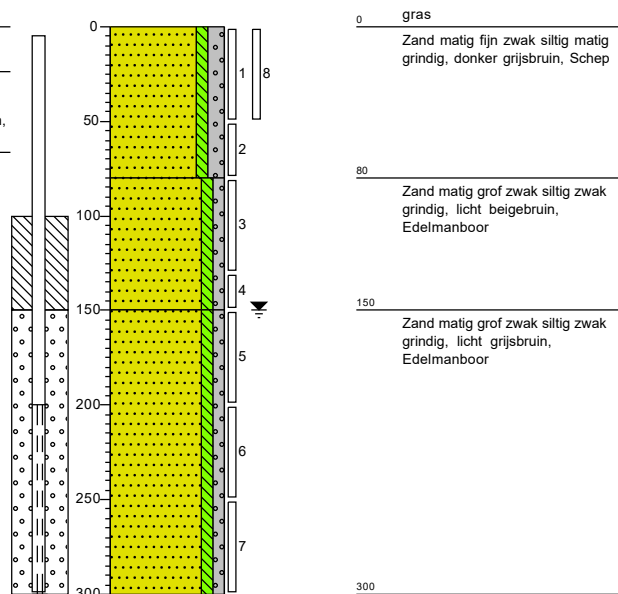 0
50
100
150
200
250
300
1
8
2
3
4
5
6
7
n,
0
gras
Zand matig fijn zwak siltig matig
grindig, donker grijsbruin, Schep
80
Zand matig grof zwak siltig zwak
grindig, licht beigebruin,
Edelmanboor
150
Zand matig grof zwak siltig zwak
grindig, licht grijsbruin,
Edelmanboor
300